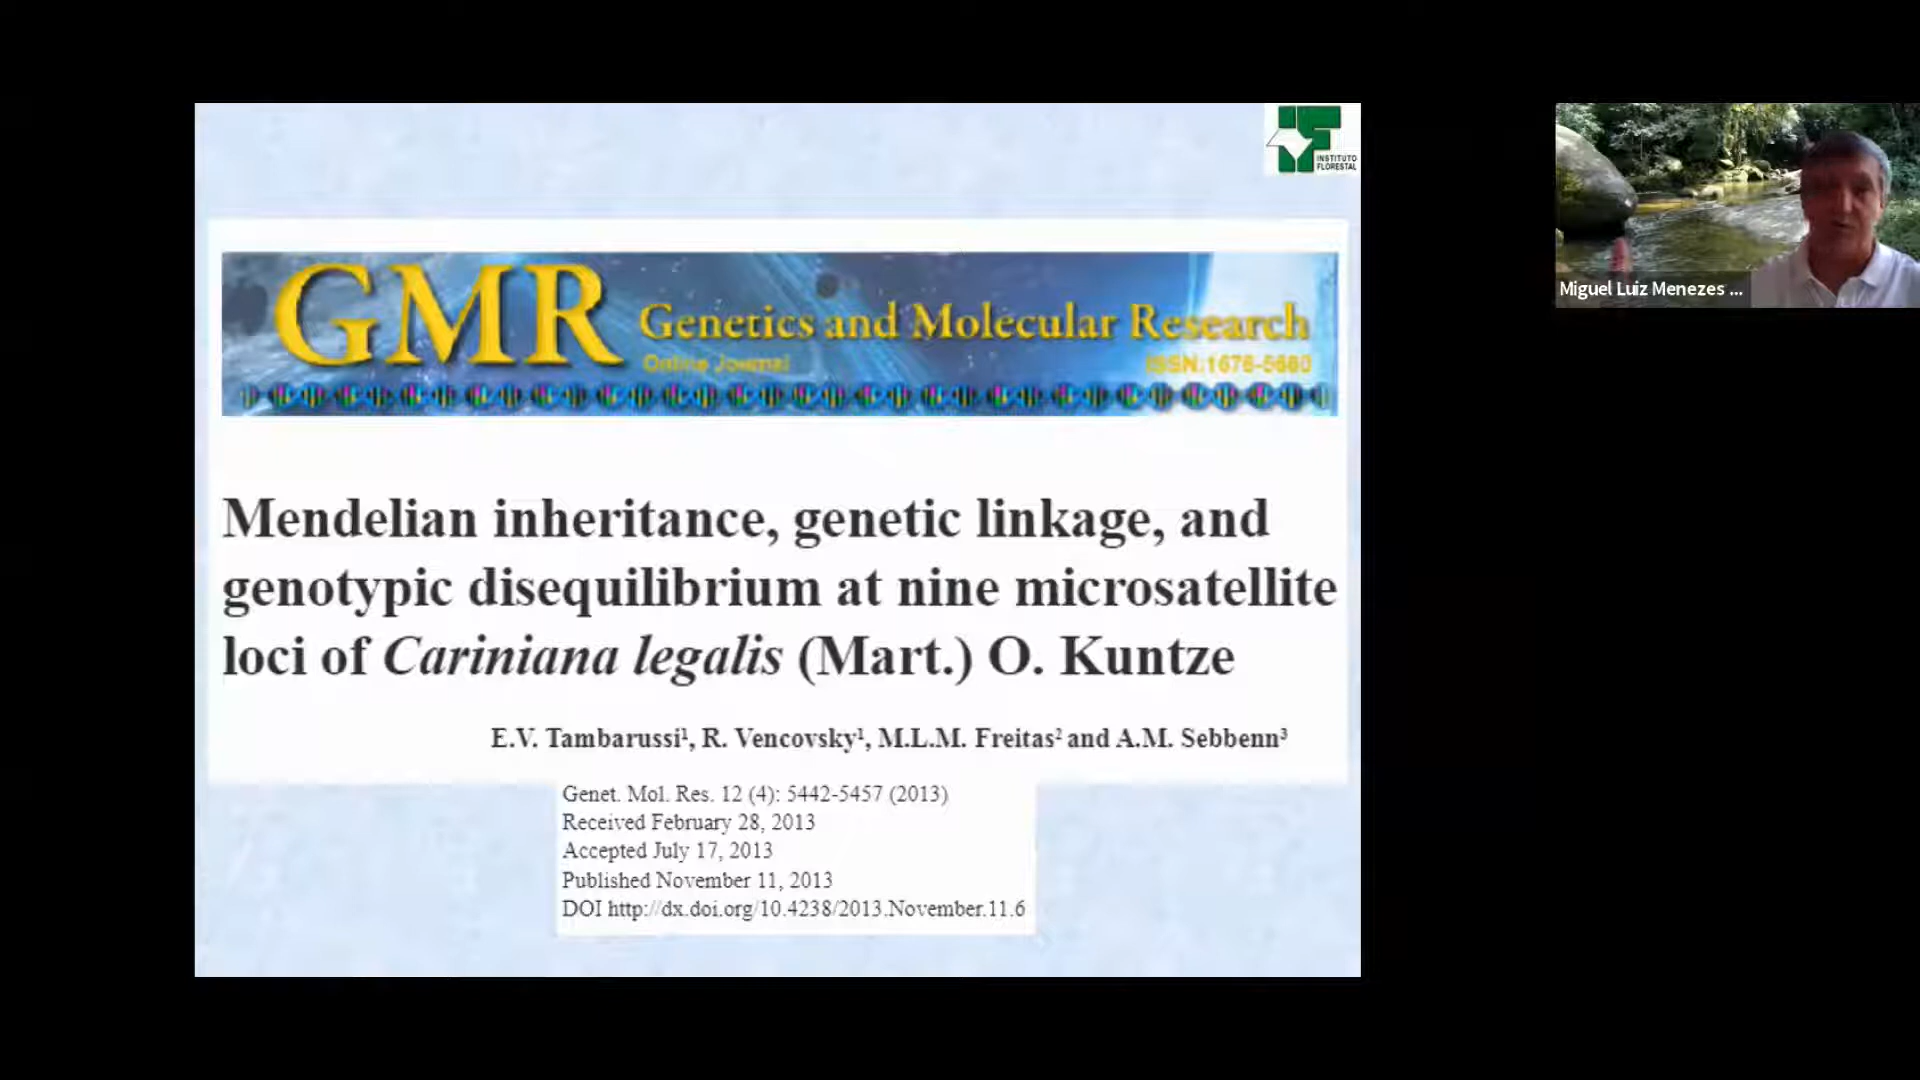 INSTITUTO
FLORESTAL
GMR Genetics and Molecular Research
Online Journal ISSN:1676-5680
Mendelian inheritance, genetic linkage, and
genotypic disequilibrium at nine microsatellite
loci of Cariniana legalis (Mart.) O. Kuntze
E.V. Tambarussi¹, R. Vencovsky¹, M.L.M. Freitas² and A.M. Sebbenn³
Genet. Mol. Res. 12 (4): 5442-5457 (2013)
Received February 28, 2013
Accepted July 17, 2013
Published November 11, 2013
DOI http://dx.doi.org/10.4238/2013.November.11.6
Miguel Luiz Menezes ...